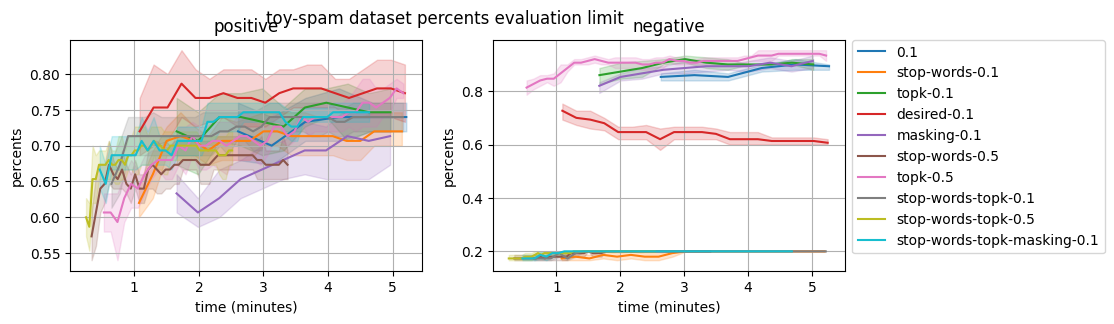 toy-spam dataset percents evaluation limit
positive
negative
percents
0.80
0.75
0.70
0.65
0.60
0.55
1 2 3 4 5
time (minutes)
percents
0.8
0.6
0.4
0.2
1 2 3 4 5
time (minutes)
0.1
stop-words-0.1
topk-0.1
desired-0.1
masking-0.1
stop-words-0.5
topk-0.5
stop-words-topk-0.1
stop-words-topk-0.5
stop-words-topk-masking-0.1